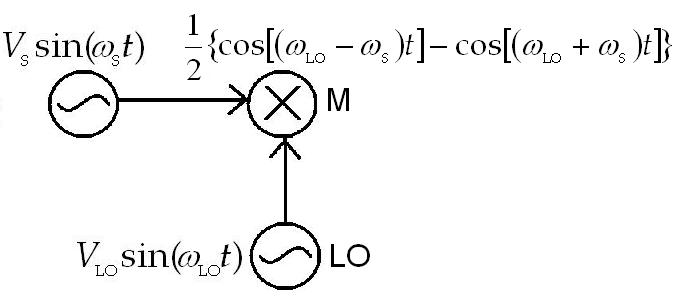 V_S sin(ω_S t) 1/2 {cos[(ω_LO − ω_S)t] − cos[(ω_LO + ω_S)t]}
M
V_LO sin(ω_LO t) LO